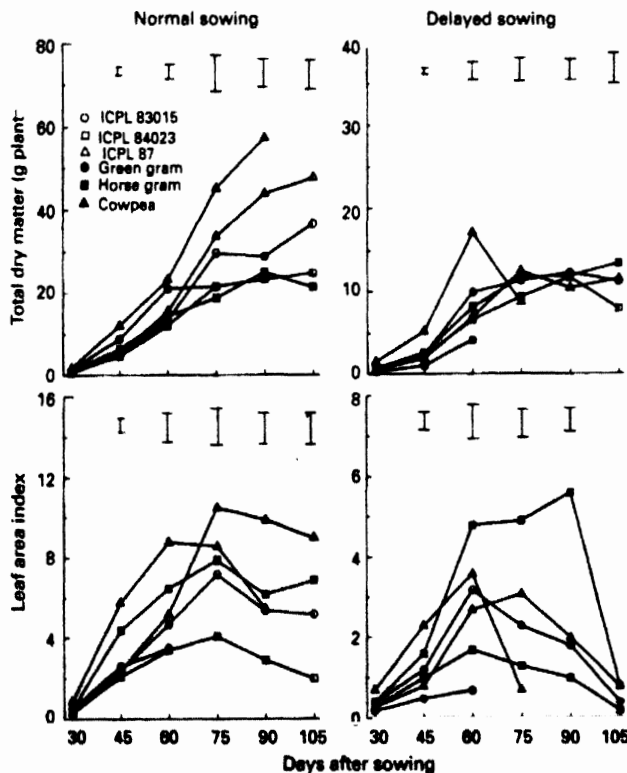 Normal sowing
Delayed sowing
Total dry matter (g plant⁻
80
60
40
20
0
ICPL 83015
ICPL 84023
ICPL 87
Green gram
Horse gram
Cowpea
40
30
20
10
0
Leaf area index
16
12
8
4
0
30 45 60 75 90 105
8
6
4
2
0
30 45 60 75 90 105
Days after sowing